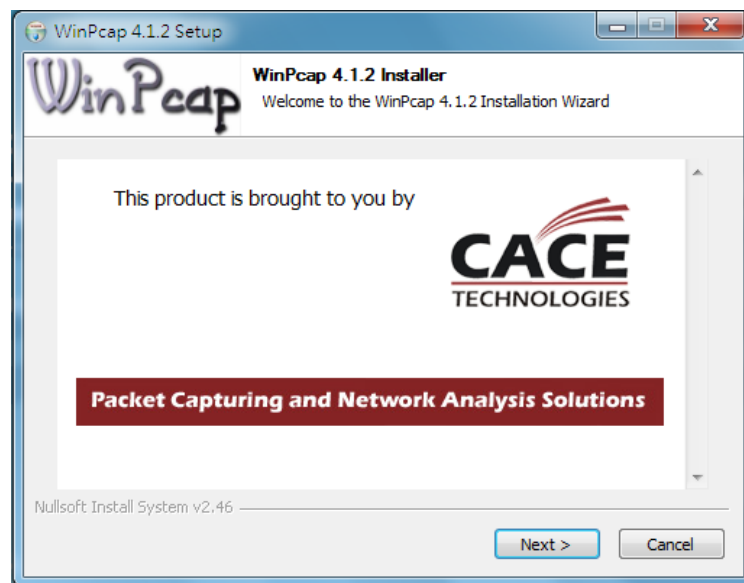 WinPcap 4.1.2 Setup
WinPcap
WinPcap 4.1.2 Installer
Welcome to the WinPcap 4.1.2 Installation Wizard
This product is brought to you by
CACE
TECHNOLOGIES
Packet Capturing and Network Analysis Solutions
Nullsoft Install System v2.46
Next >
Cancel